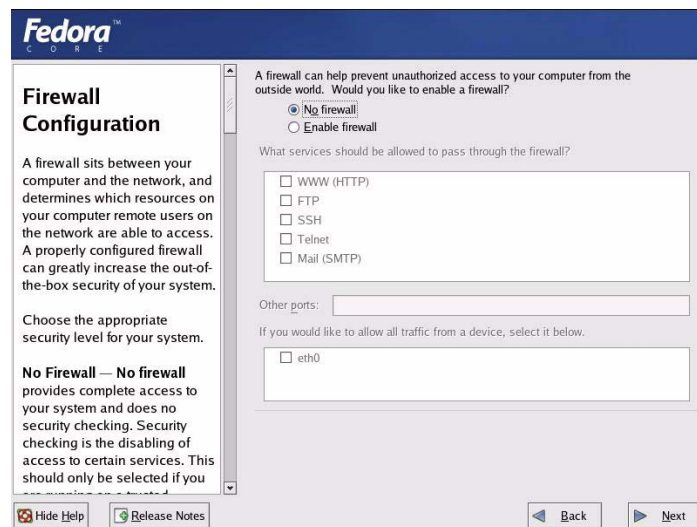 Fedora™
C O R E
Firewall
Configuration
A firewall sits between your
computer and the network, and
determines which resources on
your computer remote users on
the network are able to access.
A properly configured firewall
can greatly increase the out-of-
the-box security of your system.
Choose the appropriate
security level for your system.
No Firewall — No firewall
provides complete access to
your system and does no
security checking. Security
checking is the disabling of
access to certain services. This
should only be selected if you
A firewall can help prevent unauthorized access to your computer from the
outside world. Would you like to enable a firewall?
No firewall
Enable firewall
What services should be allowed to pass through the firewall?
WWW (HTTP)
FTP
SSH
Telnet
Mail (SMTP)
Other ports:
If you would like to allow all traffic from a device, select it below.
eth0
Hide Help
Release Notes
Back
Next